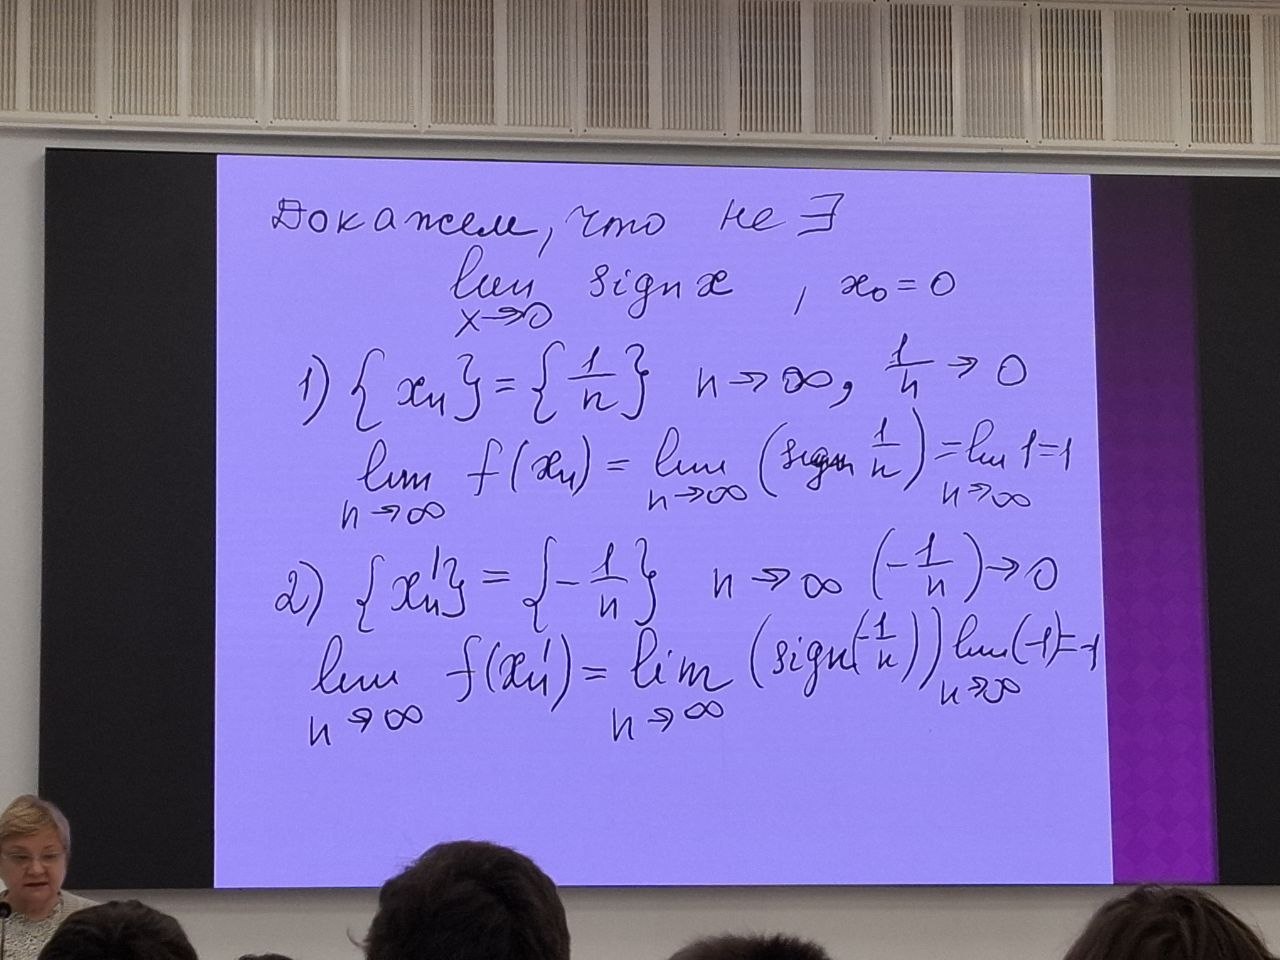 Докажем, что не ∃
lim sign x , x₀ = 0
x→0
1) {xₙ} = {1/n} n→∞, 1/n → 0
lim f(xₙ) = lim (sign 1/n) = lim 1 = 1
n→∞ n→∞ n→∞
2) {xₙ'} = {-1/n} n→∞ (-1/n)→0
lim f(xₙ') = lim (sign(-1/n)) lim (-1) = -1
n→∞ n→∞ n→∞